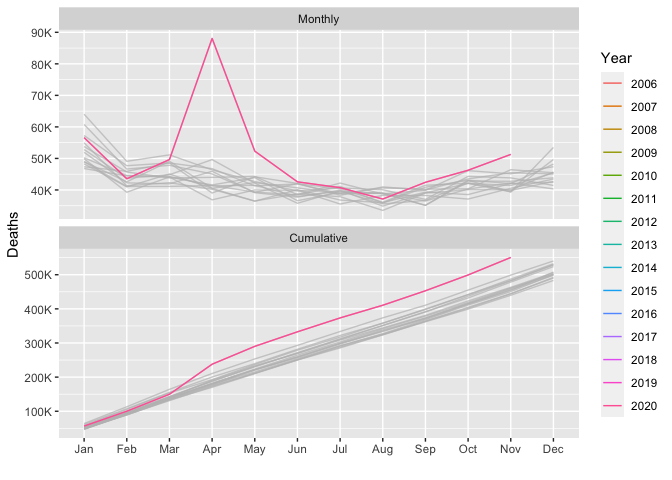 Monthly
90K
80K
70K
60K
50K
40K
Deaths
Cumulative
500K
400K
300K
200K
100K
Jan Feb Mar Apr May Jun Jul Aug Sep Oct Nov Dec
Year
2006
2007
2008
2009
2010
2011
2012
2013
2014
2015
2016
2017
2018
2019
2020